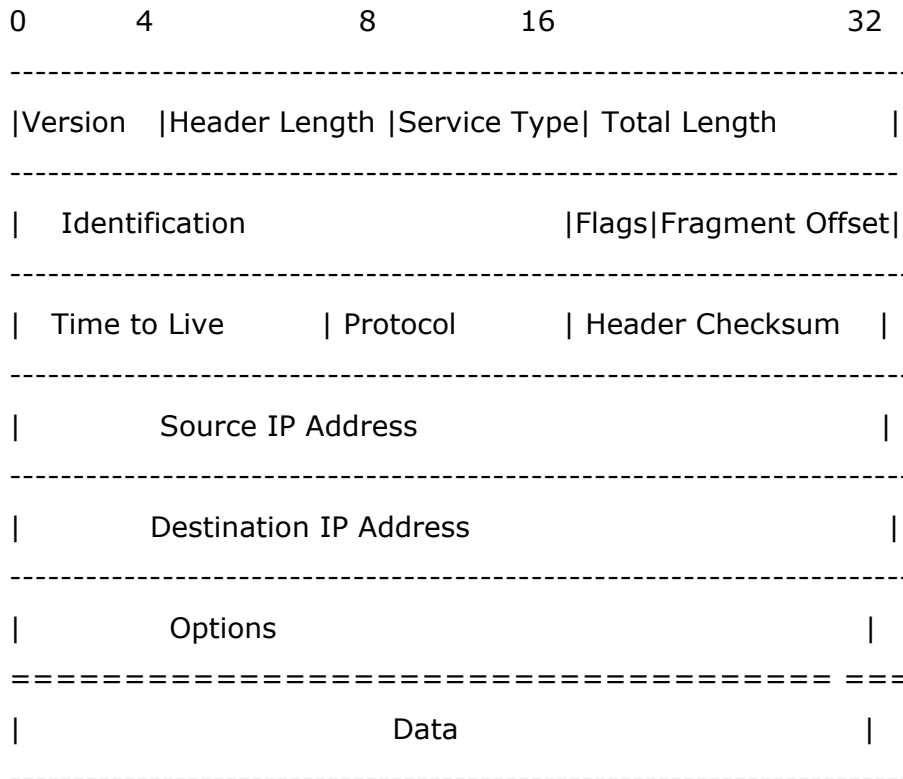 0 4 8 16 32
-----------------------------------------------------------------------
|Version |Header Length |Service Type| Total Length |
----------------------------------------------------------------------
| Identification |Flags|Fragment Offset|
-----------------------------------------------------------------------
| Time to Live | Protocol | Header Checksum |
-----------------------------------------------------------------------
| Source IP Address |
-----------------------------------------------------------------------
| Destination IP Address |
-----------------------------------------------------------------------
| Options |
================================== ===
| Data |
-----------------------------------------------------------------------